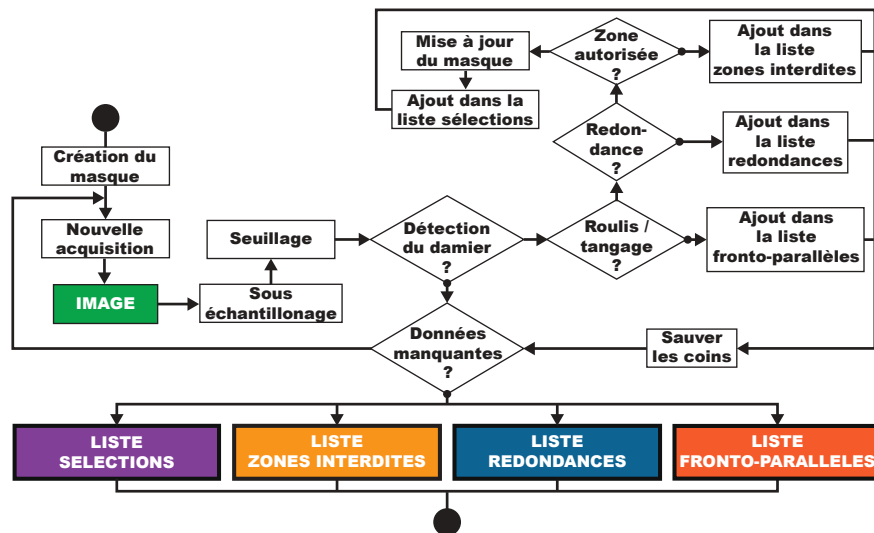 Mise à jour
du masque
Zone
autorisée
?
Ajout dans
la liste
zones interdites
Ajout dans la
liste sélections
Redon-
dance
?
Ajout dans
la liste
redondances
Création du
masque
Nouvelle
acquisition
Seuillage
Détection
du damier
?
Roulis /
tangage
?
Ajout dans
la liste
fronto-parallèles
IMAGE
Sous
échantillonage
Données
manquantes
?
Sauver
les coins
LISTE
SELECTIONS
LISTE
ZONES INTERDITES
LISTE
REDONDANCES
LISTE
FRONTO-PARALLELES